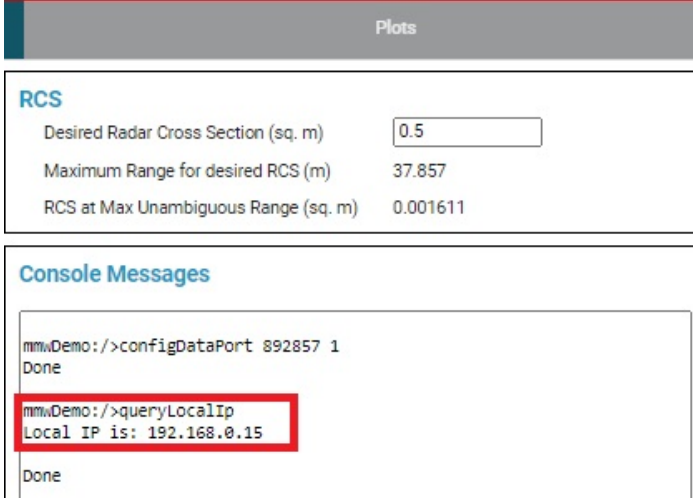 Plots
RCS
Desired Radar Cross Section (sq. m) 0.5
Maximum Range for desired RCS (m) 37.857
RCS at Max Unambiguous Range (sq. m) 0.001611
Console Messages
mmwDemo:/>configDataPort 892857 1
Done
mmwDemo:/>queryLocalIp
Local IP is: 192.168.0.15
Done